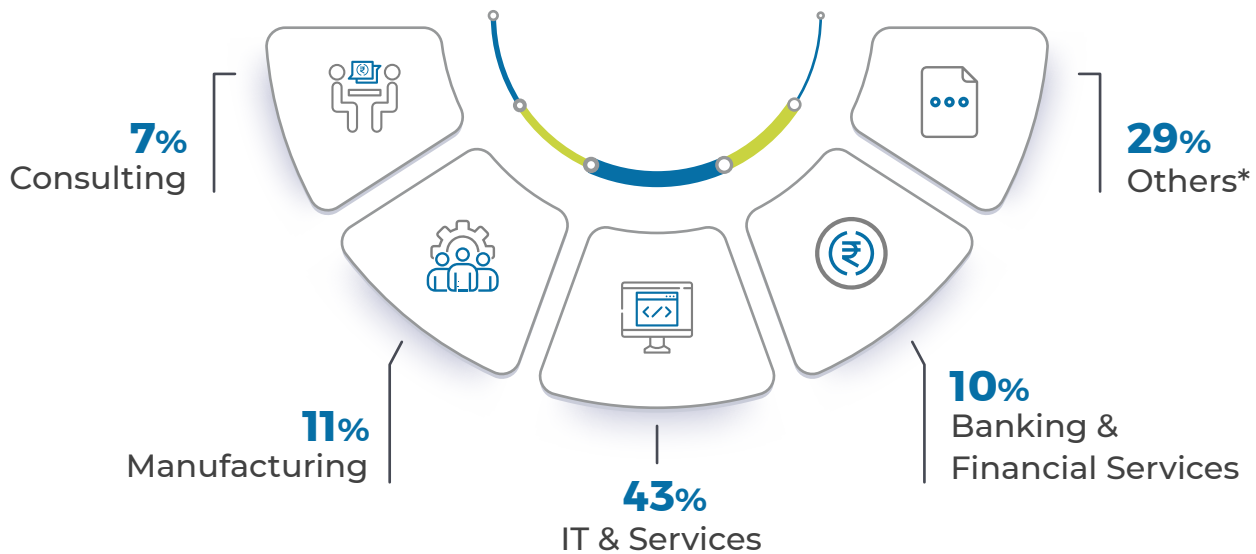 7%
Consulting
11%
Manufacturing
43%
IT & Services
10%
Banking &
Financial Services
29%
Others*